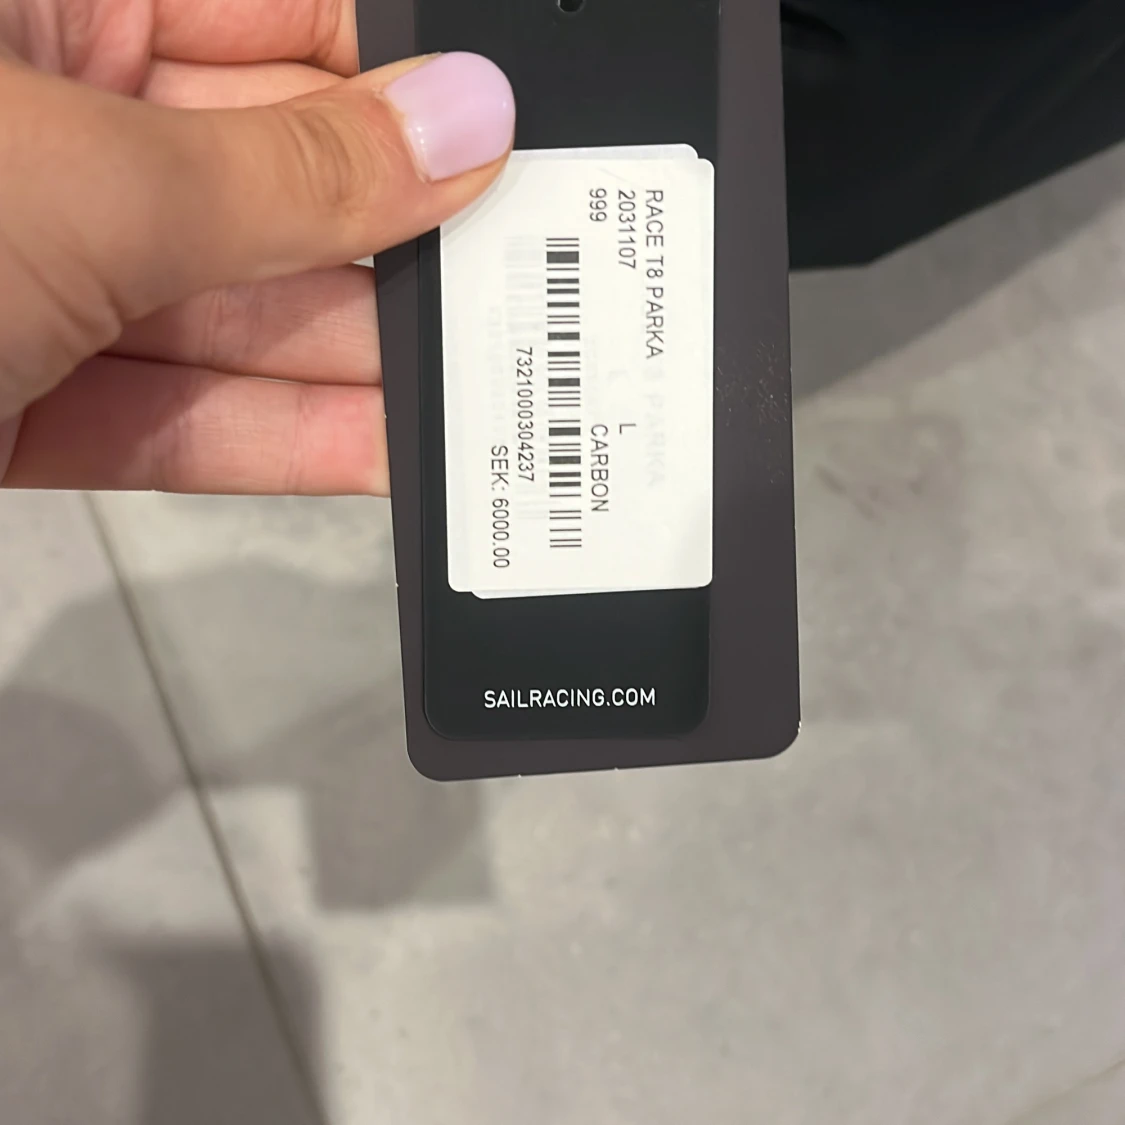 RACE T8 PARKA
2031107 L
999 CARBON
7321000304237
SEK: 6000.00
SAILRACING.COM